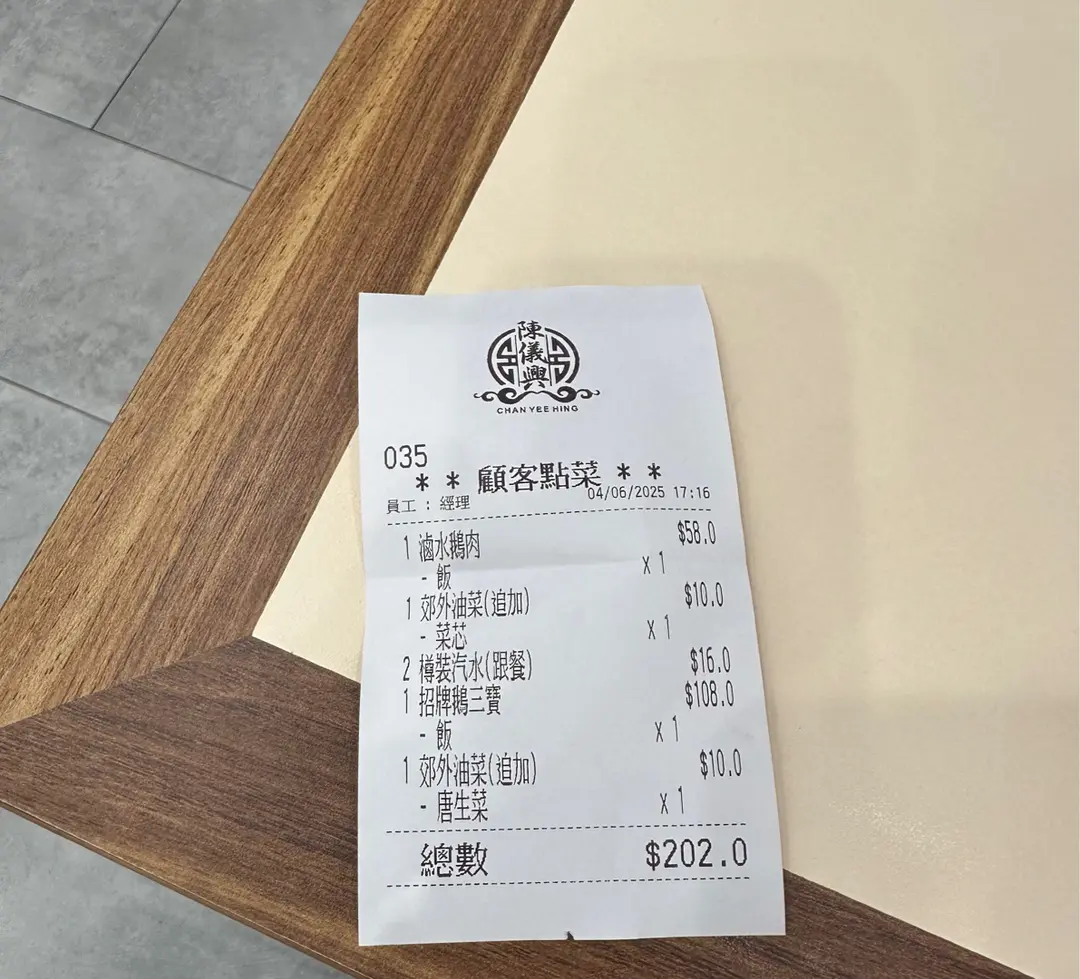 陳儀興
CHAN YEE HING
035
* * 顧客點菜 * *
員工 : 經理 04/06/2025 17:16
1 滷水鵝肉 $58.0
- 飯 x 1
1 郊外油菜(追加) $10.0
- 菜芯 x 1
2 樽裝汽水(跟餐) $16.0
1 招牌鵝三寶 $108.0
- 飯 x 1
1 郊外油菜(追加) $10.0
- 唐生菜 x 1
總數 $202.0